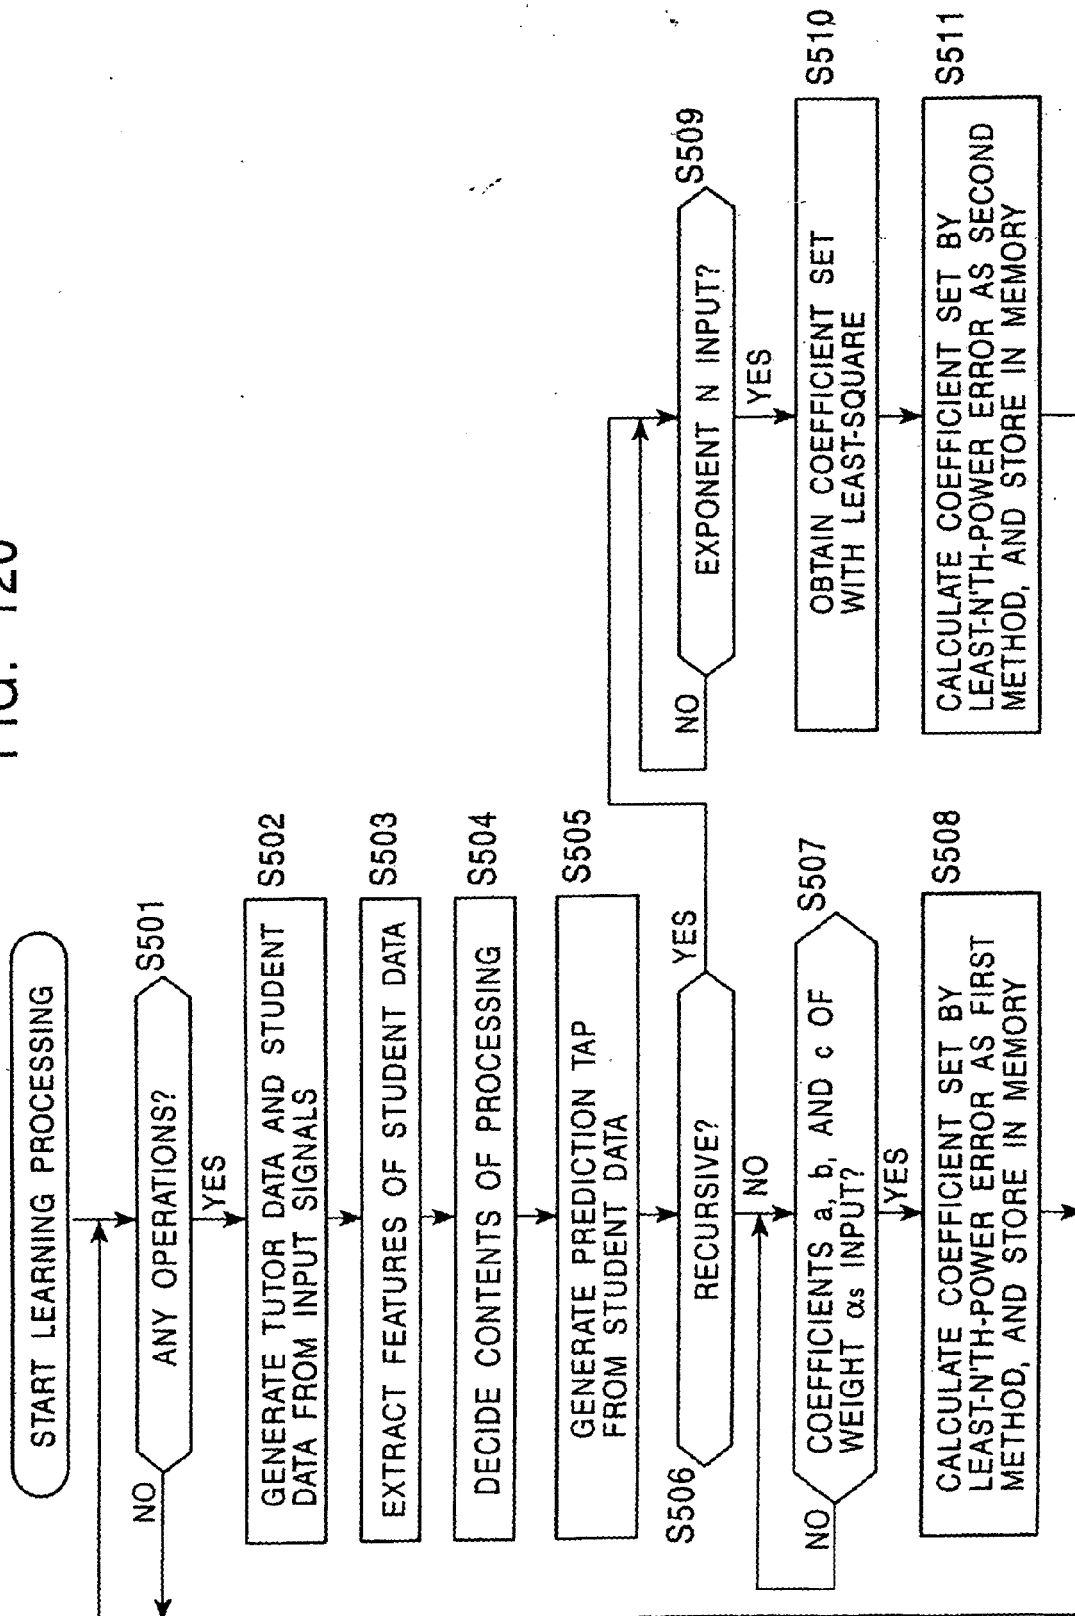 START LEARNING PROCESSING
ANY OPERATIONS?
S501
NO
YES
GENERATE TUTOR DATA AND STUDENT
DATA FROM INPUT SIGNALS
S502
EXTRACT FEATURES OF STUDENT DATA
S503
DECIDE CONTENTS OF PROCESSING
S504
GENERATE PREDICTION TAP
FROM STUDENT DATA
S505
S506
RECURSIVE?
YES
NO
COEFFICIENTS a, b, AND c OF
WEIGHT αs INPUT?
S507
NO
YES
CALCULATE COEFFICIENT SET BY
LEAST-N'TH-POWER ERROR AS FIRST
METHOD, AND STORE IN MEMORY
S508
EXPONENT N INPUT?
S509
NO
YES
OBTAIN COEFFICIENT SET
WITH LEAST-SQUARE
S510
CALCULATE COEFFICIENT SET BY
LEAST-N'TH-POWER ERROR AS SECOND
METHOD, AND STORE IN MEMORY
S511